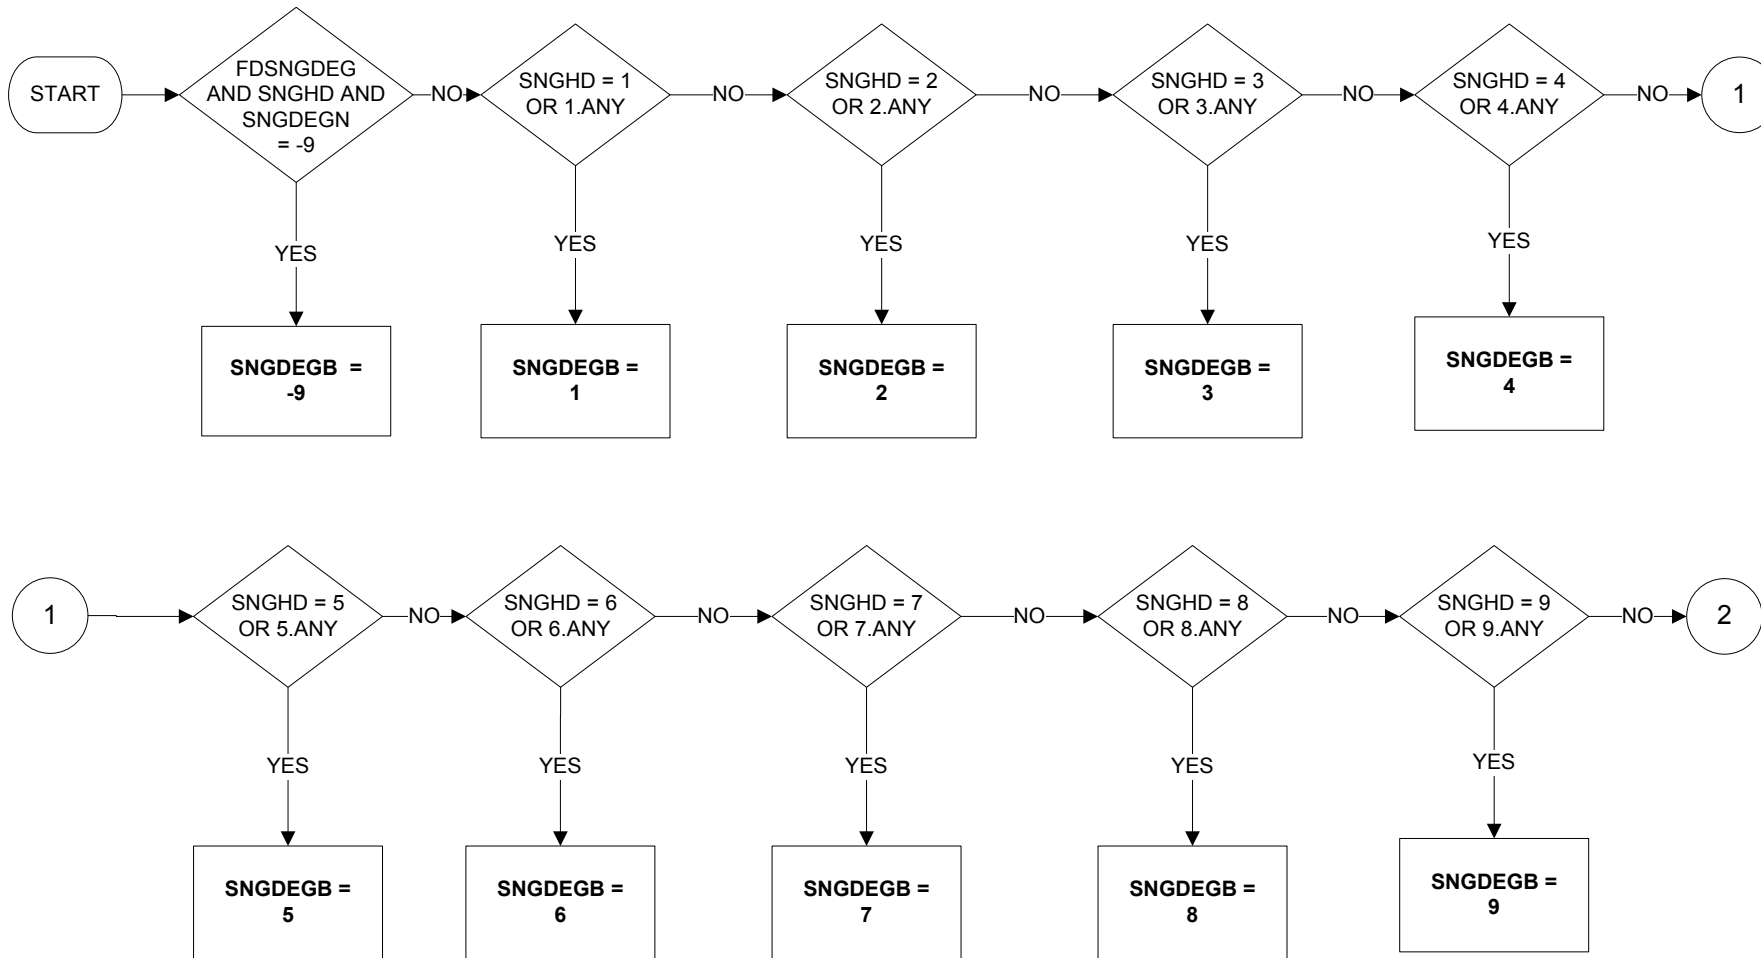 START
FDSNGDEG
AND SNGHD AND
SNGDEGN
= -9
NO
SNGHD = 1
OR 1.ANY
NO
SNGHD = 2
OR 2.ANY
NO
SNGHD = 3
OR 3.ANY
NO
SNGHD = 4
OR 4.ANY
NO
1
YES
YES
YES
YES
YES
SNGDEGB =
-9
SNGDEGB =
1
SNGDEGB =
2
SNGDEGB =
3
SNGDEGB =
4
1
SNGHD = 5
OR 5.ANY
NO
SNGHD = 6
OR 6.ANY
NO
SNGHD = 7
OR 7.ANY
NO
SNGHD = 8
OR 8.ANY
NO
SNGHD = 9
OR 9.ANY
NO
2
YES
YES
YES
YES
YES
SNGDEGB =
5
SNGDEGB =
6
SNGDEGB =
7
SNGDEGB =
8
SNGDEGB =
9